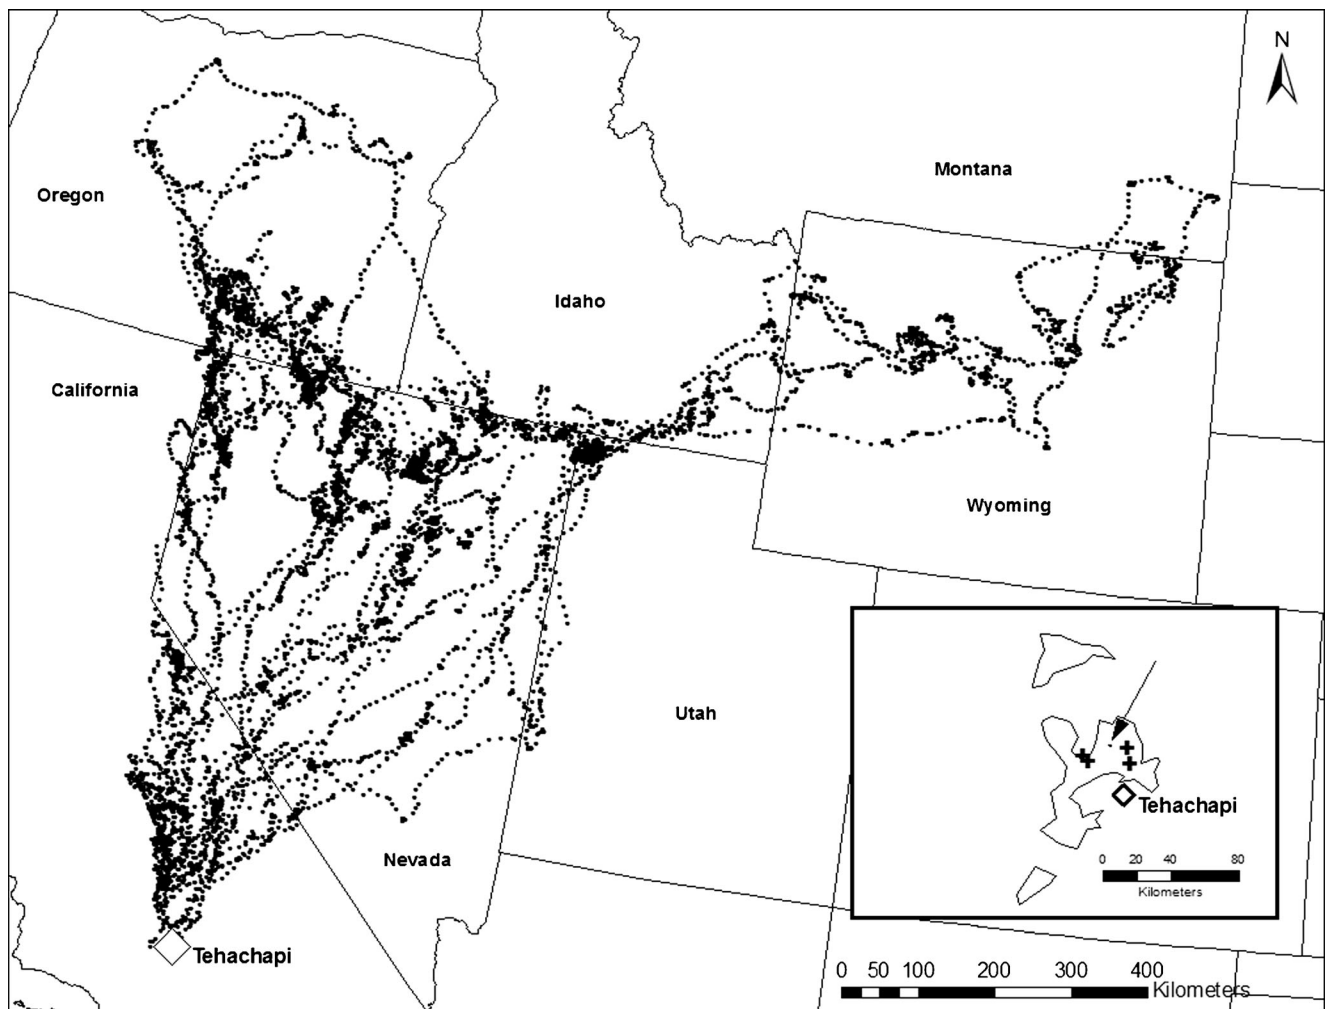 N
Montana
Oregon
Idaho
California
Wyoming
Utah
Tehachapi
0 20 40 80
Kilometers
Nevada
Tehachapi
0 50 100 200 300 400
Kilometers